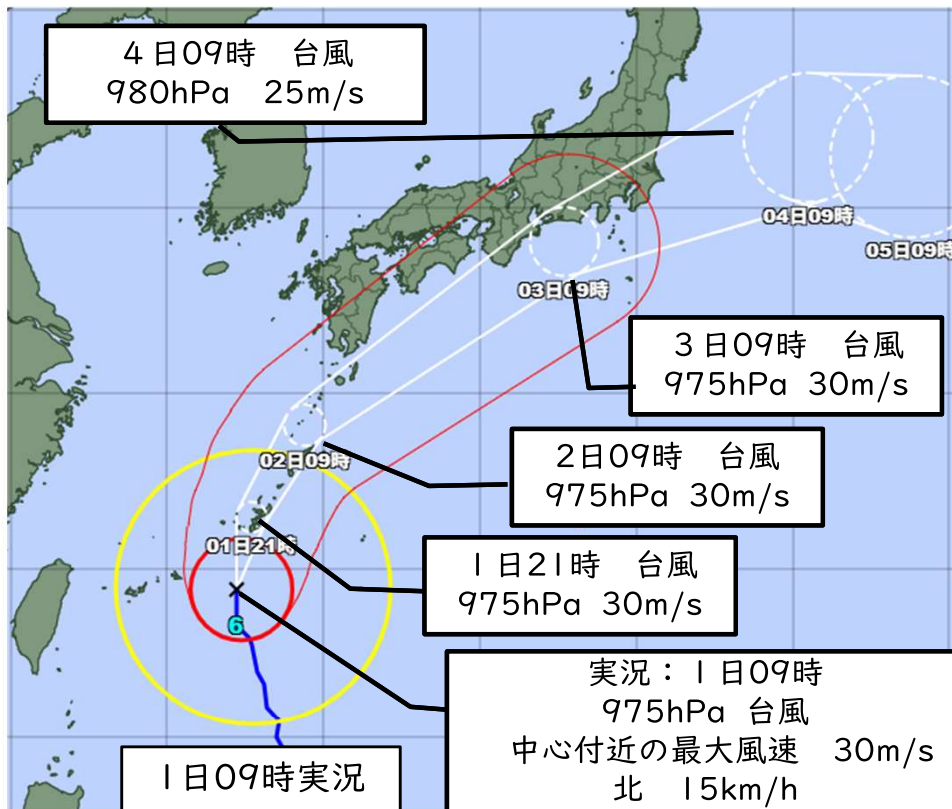 4日09時 台風
980hPa 25m/s
04日09時
05日09時
03日09時
3日09時 台風
975hPa 30m/s
02日09時
2日09時 台風
975hPa 30m/s
01日21時
1日21時 台風
975hPa 30m/s
6
実況：1日09時
975hPa 台風
中心付近の最大風速 30m/s
北 15km/h
1日09時実況